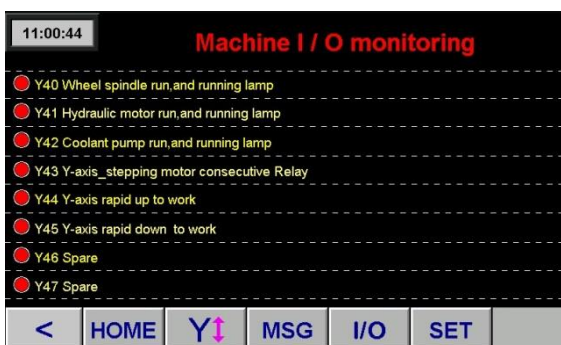 11:00:44
Machine I / O monitoring
Y40 Wheel spindle run,and running lamp
Y41 Hydraulic motor run,and running lamp
Y42 Coolant pump run,and running lamp
Y43 Y-axis_stepping motor consecutive Relay
Y44 Y-axis rapid up to work
Y45 Y-axis rapid down to work
Y46 Spare
Y47 Spare
< HOME Y MSG I/O SET